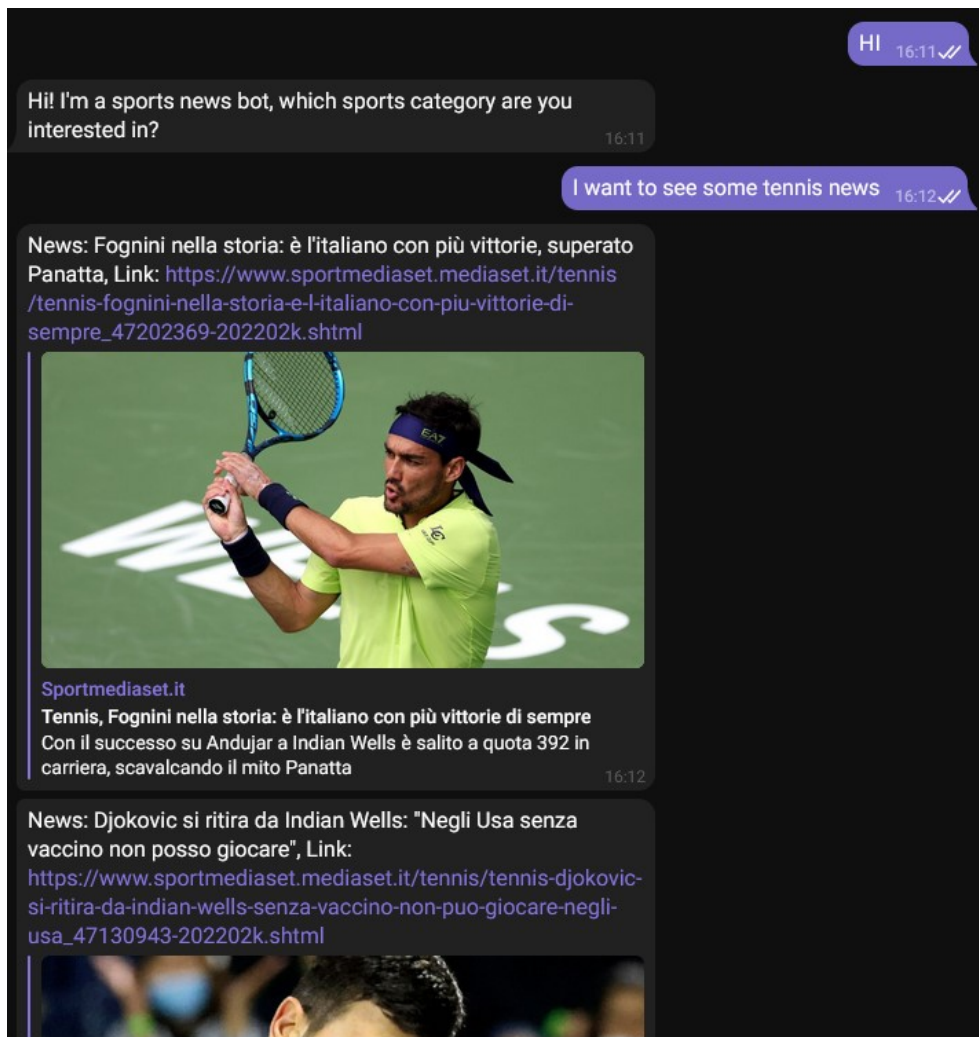 HI 16:11
Hi! I'm a sports news bot, which sports category are you
interested in?
16:11
I want to see some tennis news 16:12
News: Fognini nella storia: è l'italiano con più vittorie, superato
Panatta, Link: https://www.sportmediaset.mediaset.it/tennis
/tennis-fognini-nella-storia-e-l-italiano-con-piu-vittorie-di-
sempre_47202369-202202k.shtml
EA7
Sportmediaset.it
Tennis, Fognini nella storia: è l'italiano con più vittorie di sempre
Con il successo su Andujar a Indian Wells è salito a quota 392 in
carriera, scavalcando il mito Panatta
16:12
News: Djokovic si ritira da Indian Wells: "Negli Usa senza
vaccino non posso giocare", Link:
https://www.sportmediaset.mediaset.it/tennis/tennis-djokovic-
si-ritira-da-indian-wells-senza-vaccino-non-puo-giocare-negli-
usa_47130943-202202k.shtml